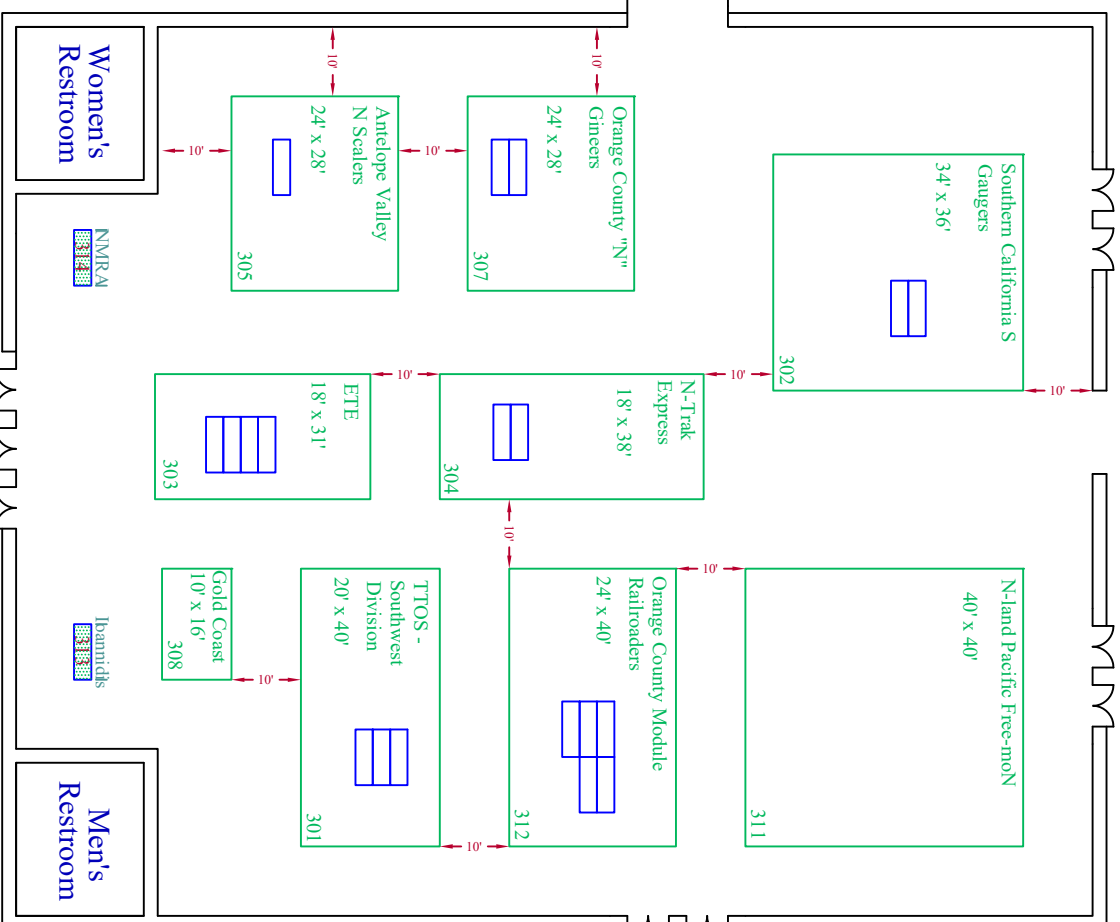 Women's
Restroom
NMRA
314
Antelope Valley
N Scalers
24' x 28'
305
Orange County "N"
Gineers
24' x 28'
307
Southern California S
Gaugers
34' x 36'
302
ETE
18' x 31'
303
N-Trak
Express
18' x 38'
304
Gold Coast
10' x 16'
308
TTOS -
Southwest
Division
20' x 40'
301
Orange County Module
Railroaders
24' x 40'
312
N-land Pacific Free-moN
40' x 40'
311
313
Men's
Restroom
10'
10'
10'
10'
10'
10'
10'
10'
10'
10'
10'